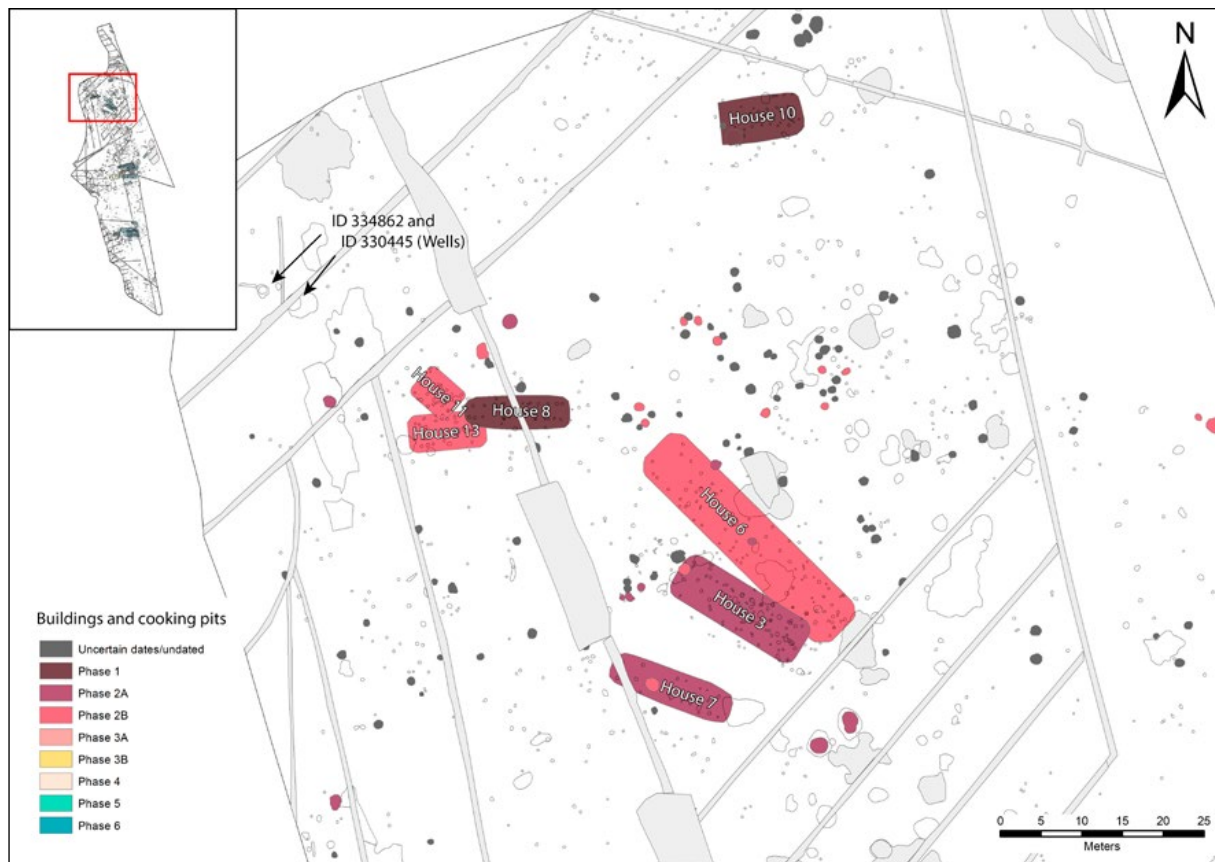 N
House 10
ID 334862 and
ID 330445 (Wells)
House 11
House 8
House 13
House 6
House 3
House 7
Buildings and cooking pits
Uncertain dates/undated
Phase 1
Phase 2A
Phase 2B
Phase 3A
Phase 3B
Phase 4
Phase 5
Phase 6
0 5 10 15 20 25
Meters